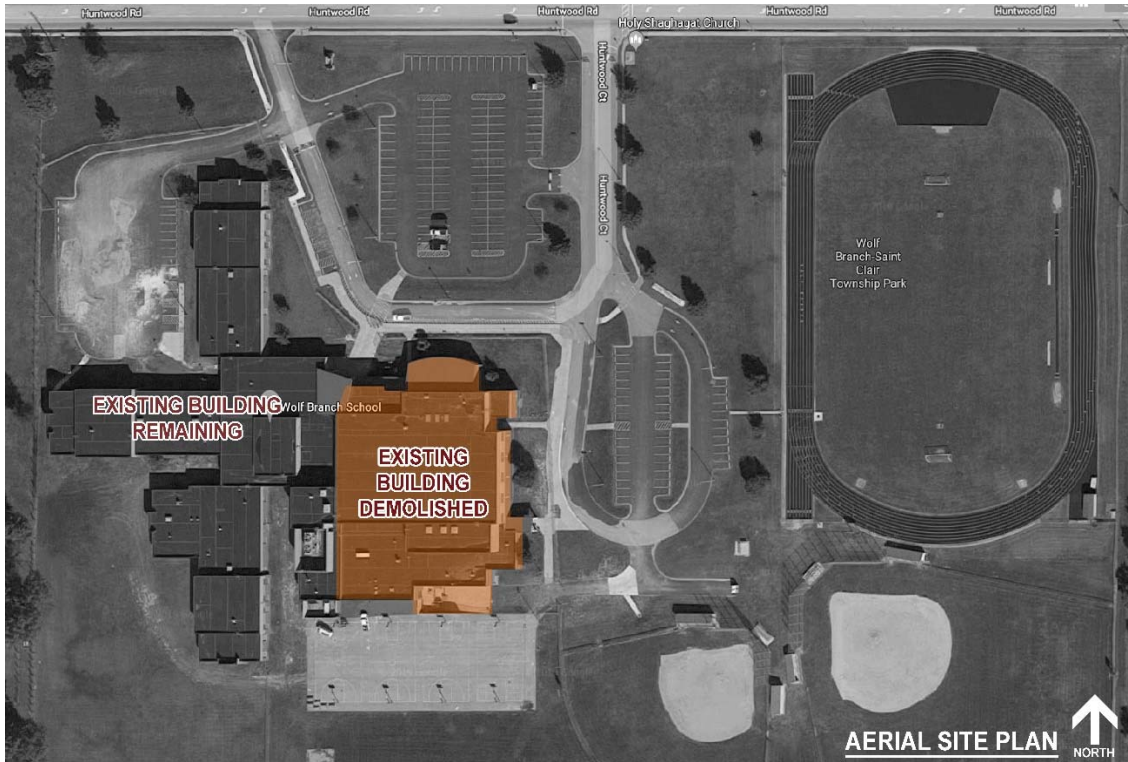 Huntwood Rd
Huntwood Rd
Huntwood Rd
Huntwood Rd
Huntwood Rd
Holy Shaghagat Church
Huntwood Ct
Huntwood Ct
Wolf
Branch-Saint
Clair
Township Park
EXISTING BUILDING
REMAINING
Wolf Branch School
EXISTING
BUILDING
DEMOLISHED
AERIAL SITE PLAN
NORTH